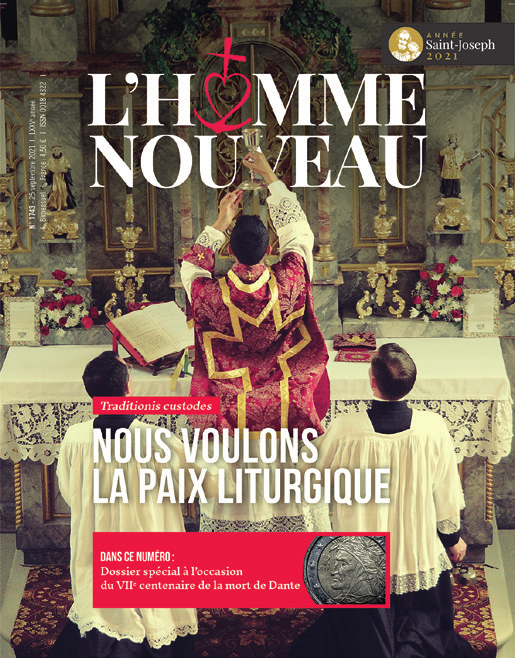 ANNÉE
Saint-Joseph
2021
L'HOMME
NOUVEAU
N° 1743 - 25 septembre 2021 I LXXVe année
Bimensuel - France: 4,50 € I ISSN 0018 4322 I
Traditionis custodes
NOUS VOULONS
LA PAIX LITURGIQUE
DANS CE NUMÉRO :
Dossier spécial à l'occasion
du VIIe centenaire de la mort de Dante